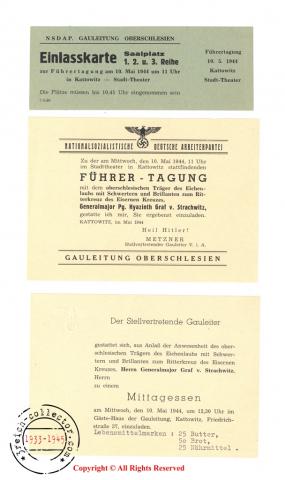 NSDAP. GAULEITUNG OBERSCHLESIEN
Einlasskarte Saalplatz
1. 2. u. 3. Reihe
zur Führertagung am 10. Mai 1944 um 11 Uhr
in Kattowitz — Stadt-Theater
Die Plätze müssen bis 10,45 Uhr eingenommen sein
Führertagung
10. 5. 1944
Kattowitz
Stadt-Theater
NATIONALSOZIALISTISCHE DEUTSCHE ARBEITERPARTEI
Zu der am Mittwoch, den 10. Mai 1944, 11 Uhr
im Stadttheater in Kattowitz stattfindenden
FÜHRER - TAGUNG
mit dem oberschlesischen Träger des Eichen-
laubs mit Schwertern und Brillanten zum Rit-
terkreuz des Eisernen Kreuzes,
Generalmajor Pg. Hyazinth Graf v. Strachwitz,
gestatte ich mir, Sie ergebenst einzuladen.
KATTOWITZ, im Mai 1944
Heil Hitler!
METZNER
Stellvertretender Gauleiter V. i. A.
GAULEITUNG OBERSCHLESIEN
Der Stellvertretende Gauleiter
gestattet sich, aus Anlaß der Anwesenheit des ober-
schlesischen Trägers des Eichenlaubs mit Schwer-
tern und Brillanten zum Ritterkreuz des Eisernen
Kreuzes, Herrn Generalmajor Graf v. Strachwitz,
Herrn
zu einem
Mittagessen
am Mittwoch, den 10. Mai 1944, um 12,30 Uhr im
Gäste-Haus der Gauleitung, Kattowitz, Friedrich-
straße 27, einzuladen.
Lebensmittelmarken: 25 Butter,
50 Brot,
25 Nährmittel.
3reich-collector.com
1933-1945
Copyright © All Rights Reserved